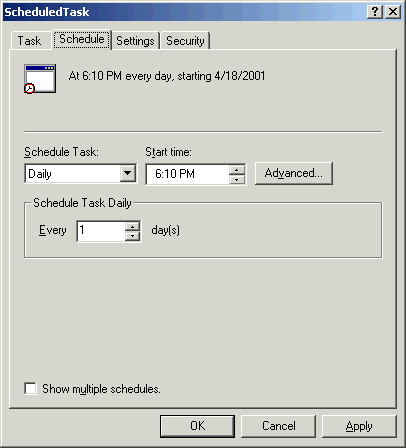 ScheduledTask
Task Schedule Settings Security
At 6:10 PM every day, starting 4/18/2001
Schedule Task: Start time:
Daily 6:10 PM Advanced...
Schedule Task Daily
Every 1 day(s)
Show multiple schedules.
OK Cancel Apply